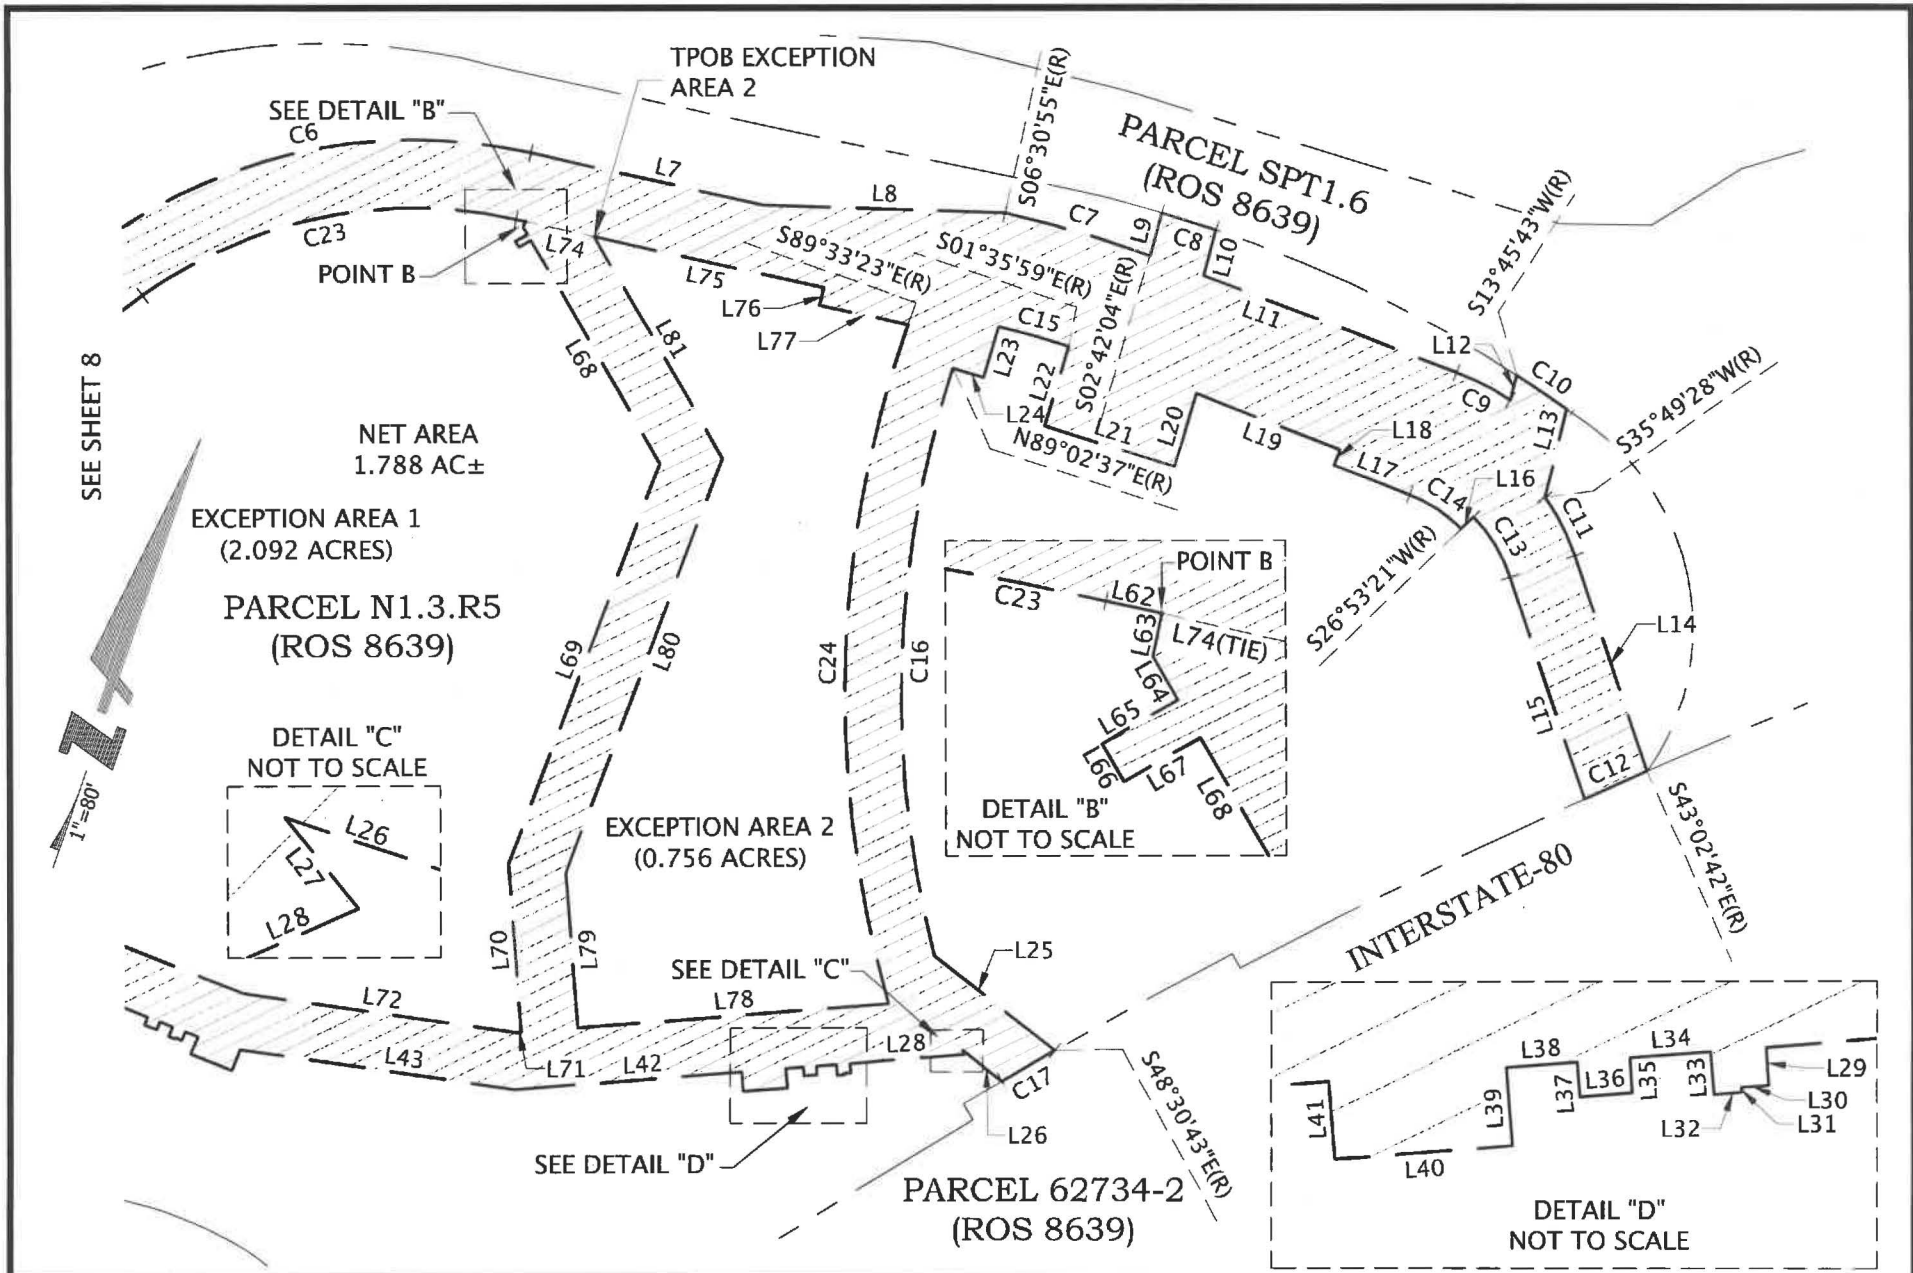 TPOB EXCEPTION
AREA 2
SEE DETAIL "B"
C6
L7
L8
S06°30'55"E(R)
PARCEL SPT1.6
(ROS 8639)
C7
L9
C8
L10
C23
L74
POINT B
L75
S89°33'23"E(R)
S01°35'59"E(R)
S02°42'04"E(R)
S13°45'43"W(R)
L76
L77
C15
L11
L12
C10
C9
L13
S35°49'28"W(R)
L68
L81
L23
L22
L24
L21
L20
L19
L18
L17
C14
L16
C13
C11
N89°02'37"E(R)
S26°53'21"W(R)
SEE SHEET 8
NET AREA
1.788 AC±
EXCEPTION AREA 1
(2.092 ACRES)
PARCEL N1.3.R5
(ROS 8639)
L69
L80
C24
C16
POINT B
C23
L62
L63
L74(TIE)
L64
L65
L66
L67
L68
DETAIL "B"
NOT TO SCALE
L14
L15
C12
S43°02'42"E(R)
INTERSTATE-80
Z
1"=80'
DETAIL "C"
NOT TO SCALE
L26
L27
L28
EXCEPTION AREA 2
(0.756 ACRES)
L70
L79
L25
SEE DETAIL "C"
L72
L78
L43
L71
L42
L28
C17
L26
S48°30'43"E(R)
SEE DETAIL "D"
PARCEL 62734-2
(ROS 8639)
L38
L34
L29
L41
L39
L37
L36
L35
L33
L30
L31
L32
L40
DETAIL "D"
NOT TO SCALE